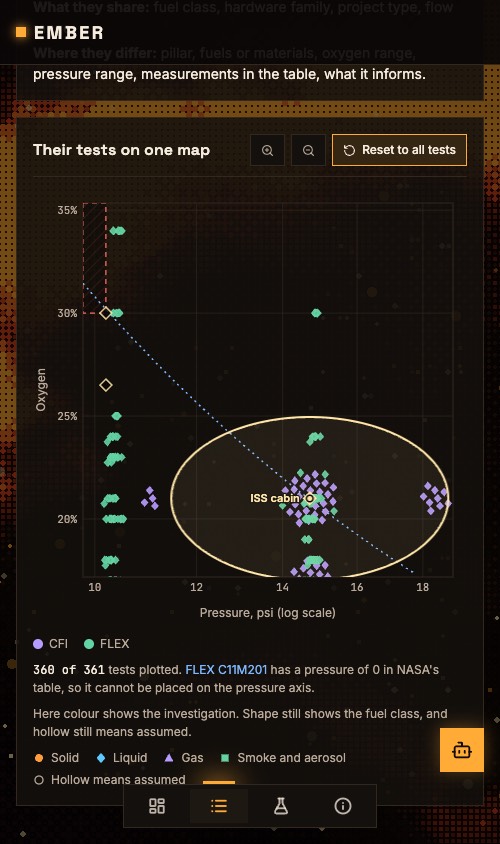 What they share: fuel class, hardware family, project type, flow
EMBER
Where they differ: pillar, fuels or materials, oxygen range,
pressure range, measurements in the table, what it informs.
Their tests on one map
Reset to all tests
35%
30%
25%
20%
Oxygen
ISS cabin
10 12 14 16 18
Pressure, psi (log scale)
CFI FLEX
360 of 361 tests plotted. FLEX C11M201 has a pressure of 0 in NASA's
table, so it cannot be placed on the pressure axis.
Here colour shows the investigation. Shape still shows the fuel class, and
hollow still means assumed.
Solid Liquid Gas Smoke and aerosol
Hollow means assumed